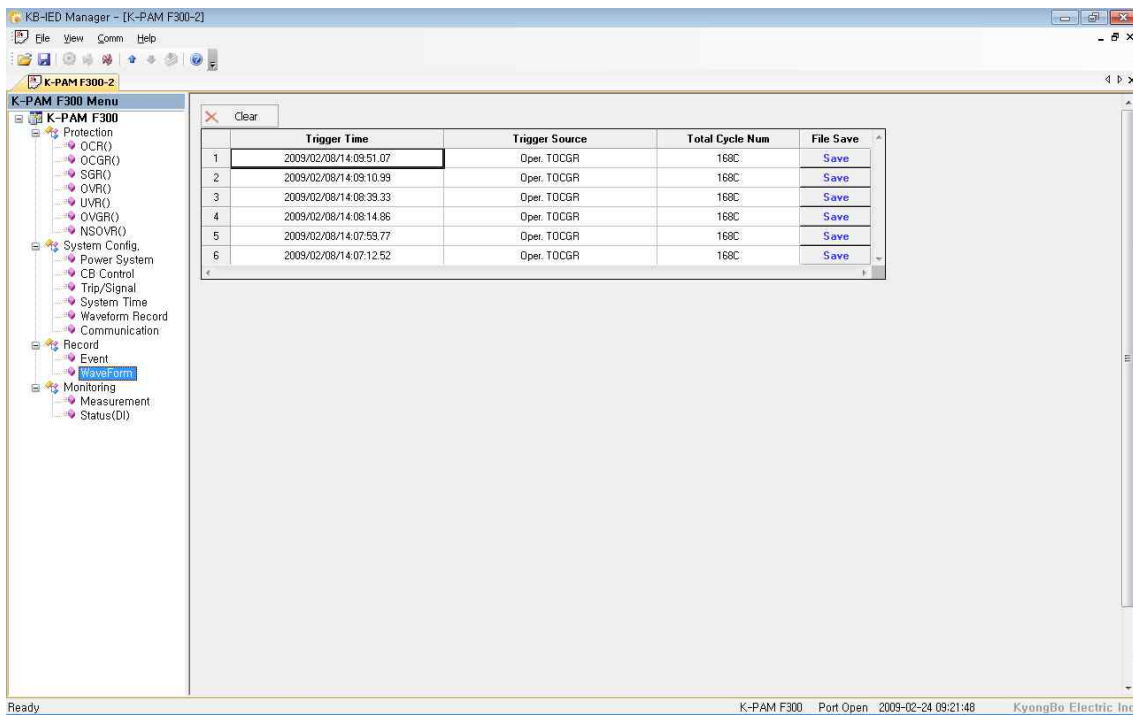 KB-IED Manager - [K-PAM F300-2]
File View Comm Help
K-PAM F300-2
K-PAM F300 Menu
K-PAM F300
Protection
OCR()
OCGR()
SGR()
OVR()
UVR()
OVGR()
NSOVR()
System Config,
Power System
CB Control
Trip/Signal
System Time
Waveform Record
Communication
Record
Event
WaveForm
Monitoring
Measurement
Status(DI)
Clear
Trigger Time Trigger Source Total Cycle Num File Save
1 2009/02/08/14:09:51.07 Oper. TOCGR 168C Save
2 2009/02/08/14:09:10.99 Oper. TOCGR 168C Save
3 2009/02/08/14:08:39.33 Oper. TOCGR 168C Save
4 2009/02/08/14:08:14.86 Oper. TOCGR 168C Save
5 2009/02/08/14:07:59.77 Oper. TOCGR 168C Save
6 2009/02/08/14:07:12.52 Oper. TOCGR 168C Save
Ready K-PAM F300 Port Open 2009-02-24 09:21:48 KyongBo Electric Inc